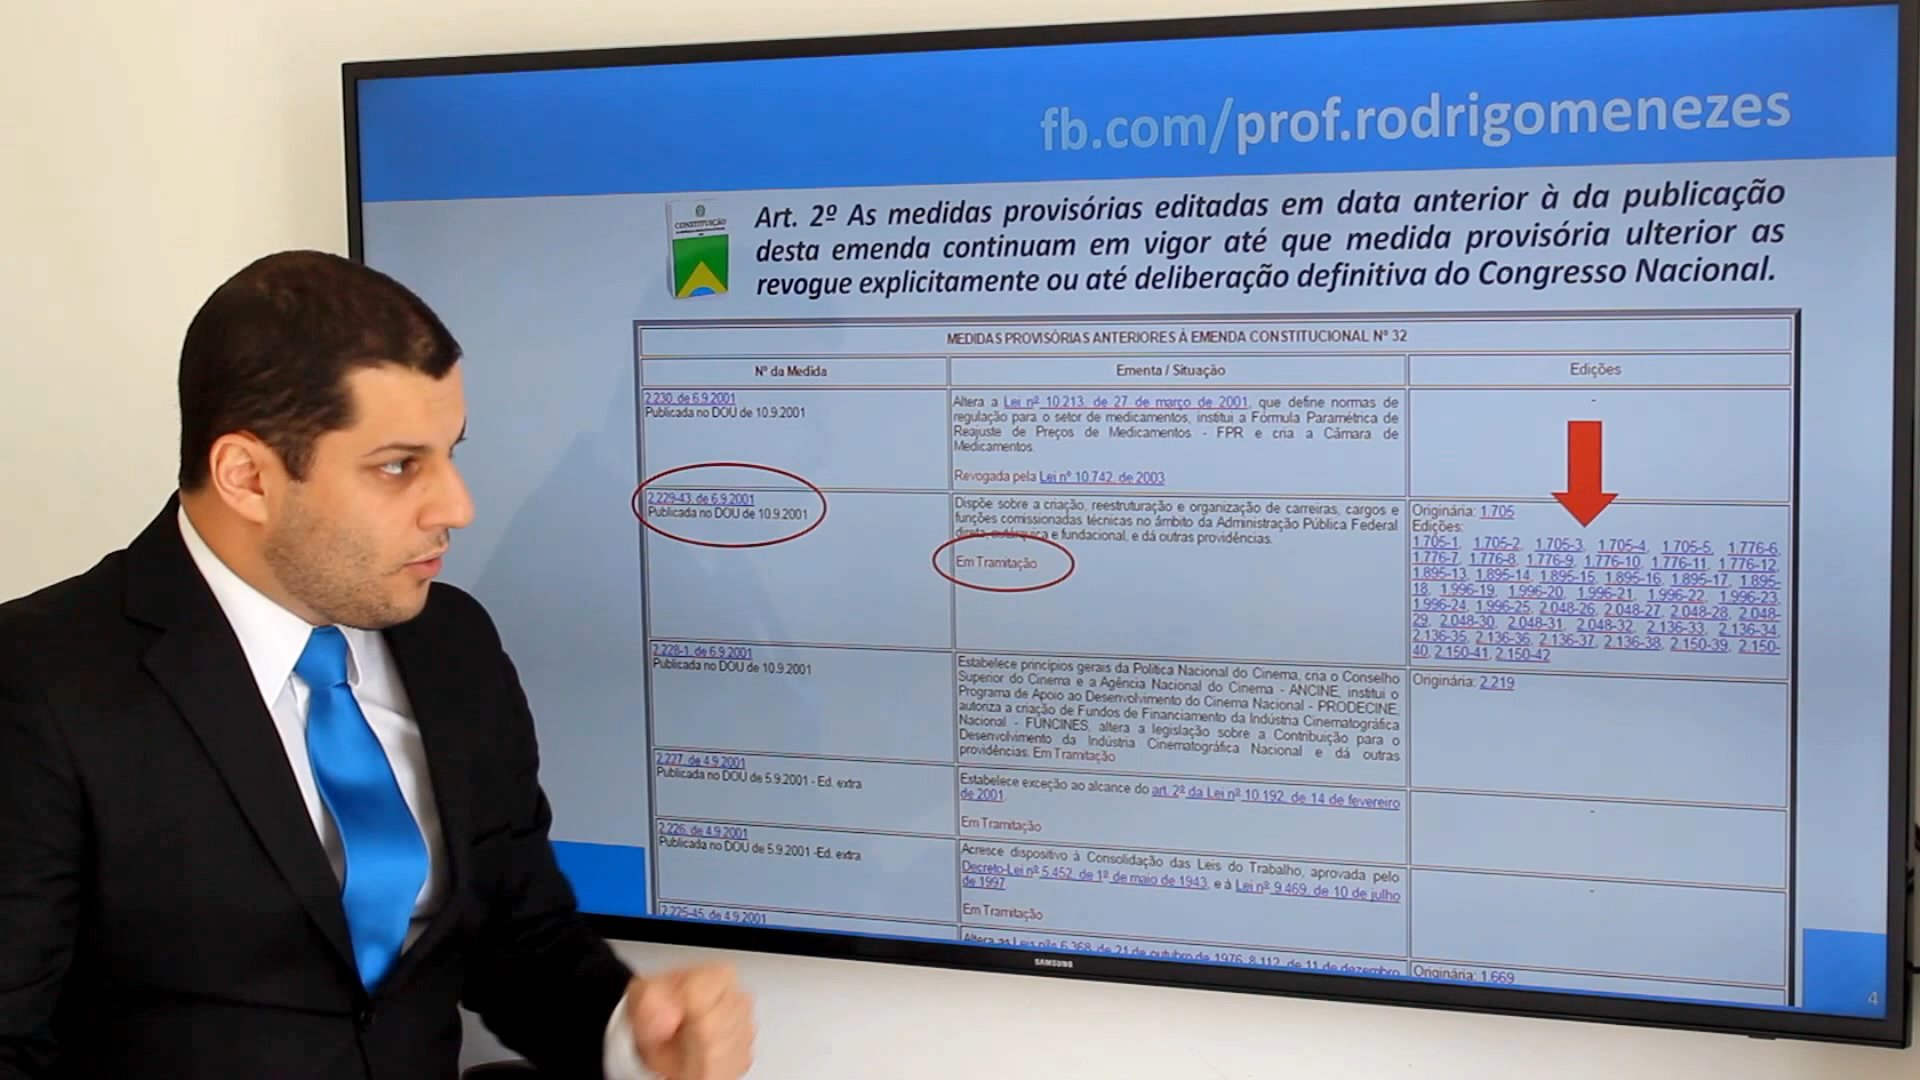 fb.com/prof.rodrigomenezes
CONSTITUIÇÃO
Art. 2º As medidas provisórias editadas em data anterior à da publicação
desta emenda continuam em vigor até que medida provisória ulterior as
revogue explicitamente ou até deliberação definitiva do Congresso Nacional.
MEDIDAS PROVISÓRIAS ANTERIORES À EMENDA CONSTITUCIONAL Nº 32
Nº da Medida
Ementa / Situação
Edições
2.230, de 6.9.2001
Publicada no DOU de 10.9.2001
Altera a Lei nº 10.213, de 27 de março de 2001, que define normas de
regulação para o setor de medicamentos, institui a Fórmula Paramétrica de
Reajuste de Preços de Medicamentos - FPR e cria a Câmara de
Medicamentos.
Revogada pela Lei nº 10.742, de 2003
-
2.229-43, de 6.9.2001
Publicada no DOU de 10.9.2001
Dispõe sobre a criação, reestruturação e organização de carreiras, cargos e
funções comissionadas técnicas no âmbito da Administração Pública Federal
direta, autárquica e fundacional, e dá outras providências.
Em Tramitação
Originária: 1.705
Edições:
1.705-1, 1.705-2, 1.705-3, 1.705-4, 1.705-5, 1.776-6,
1.776-7, 1.776-8, 1.776-9, 1.776-10, 1.776-11, 1.776-12,
1.895-13, 1.895-14, 1.895-15, 1.895-16, 1.895-17, 1.895-
18, 1.996-19, 1.996-20, 1.996-21, 1.996-22, 1.996-23,
1.996-24, 1.996-25, 2.048-26, 2.048-27, 2.048-28, 2.048-
29, 2.048-30, 2.048-31, 2.048-32, 2.136-33, 2.136-34,
2.136-35, 2.136-36, 2.136-37, 2.136-38, 2.150-39, 2.150-
40, 2.150-41, 2.150-42
2.228-1, de 6.9.2001
Publicada no DOU de 10.9.2001
Estabelece princípios gerais da Política Nacional do Cinema, cria o Conselho
Superior do Cinema e a Agência Nacional do Cinema - ANCINE, institui o
Programa de Apoio ao Desenvolvimento do Cinema Nacional - PRODECINE,
autoriza a criação de Fundos de Financiamento da Indústria Cinematográfica
Nacional - FUNCINES, altera a legislação sobre a Contribuição para o
Desenvolvimento da Indústria Cinematográfica Nacional e dá outras
providências. Em Tramitação
Originária: 2.219
2.227, de 4.9.2001
Publicada no DOU de 5.9.2001 - Ed. extra
Estabelece exceção ao alcance do art. 2º da Lei nº 10.192, de 14 de fevereiro
de 2001.
Em Tramitação
-
2.226, de 4.9.2001
Publicada no DOU de 5.9.2001 -Ed. extra
Acresce dispositivo à Consolidação das Leis do Trabalho, aprovada pelo
Decreto-Lei nº 5.452, de 1º de maio de 1943, e à Lei nº 9.469, de 10 de julho
de 1997.
Em Tramitação
-
2.225-45, de 4.9.2001
Altera as Leis nºs 6.368, de 21 de outubro de 1976, 8.112, de 11 de dezembro
Originária: 1.669
SAMSUNG
4